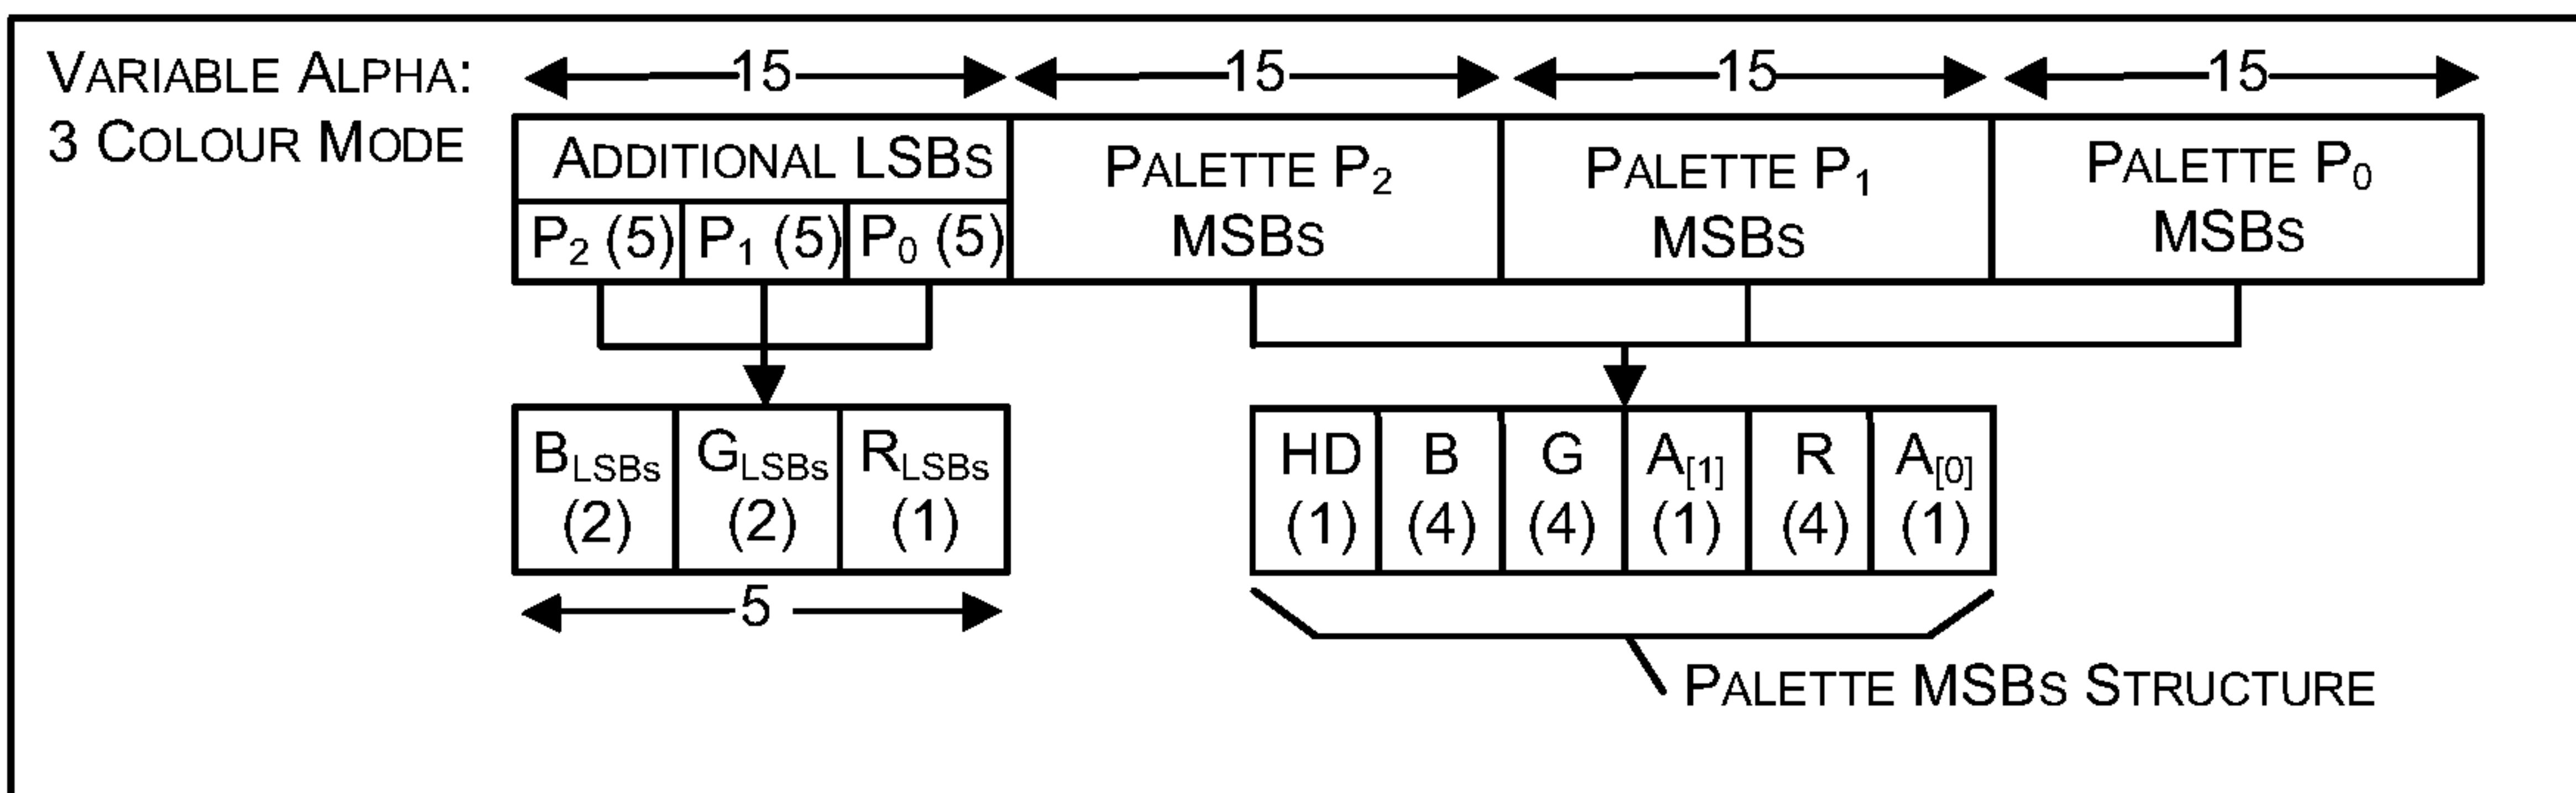 VARIABLE ALPHA:
3 COLOUR MODE
15 15 15 15
ADDITIONAL LSBS
P2 (5) P1 (5) P0 (5)
PALETTE P2
MSBS
PALETTE P1
MSBS
PALETTE P0
MSBS
BLSBs
(2)
GLSBs
(2)
RLSBs
(1)
5
HD
(1)
B
(4)
G
(4)
A[1]
(1)
R
(4)
A[0]
(1)
PALETTE MSBS STRUCTURE